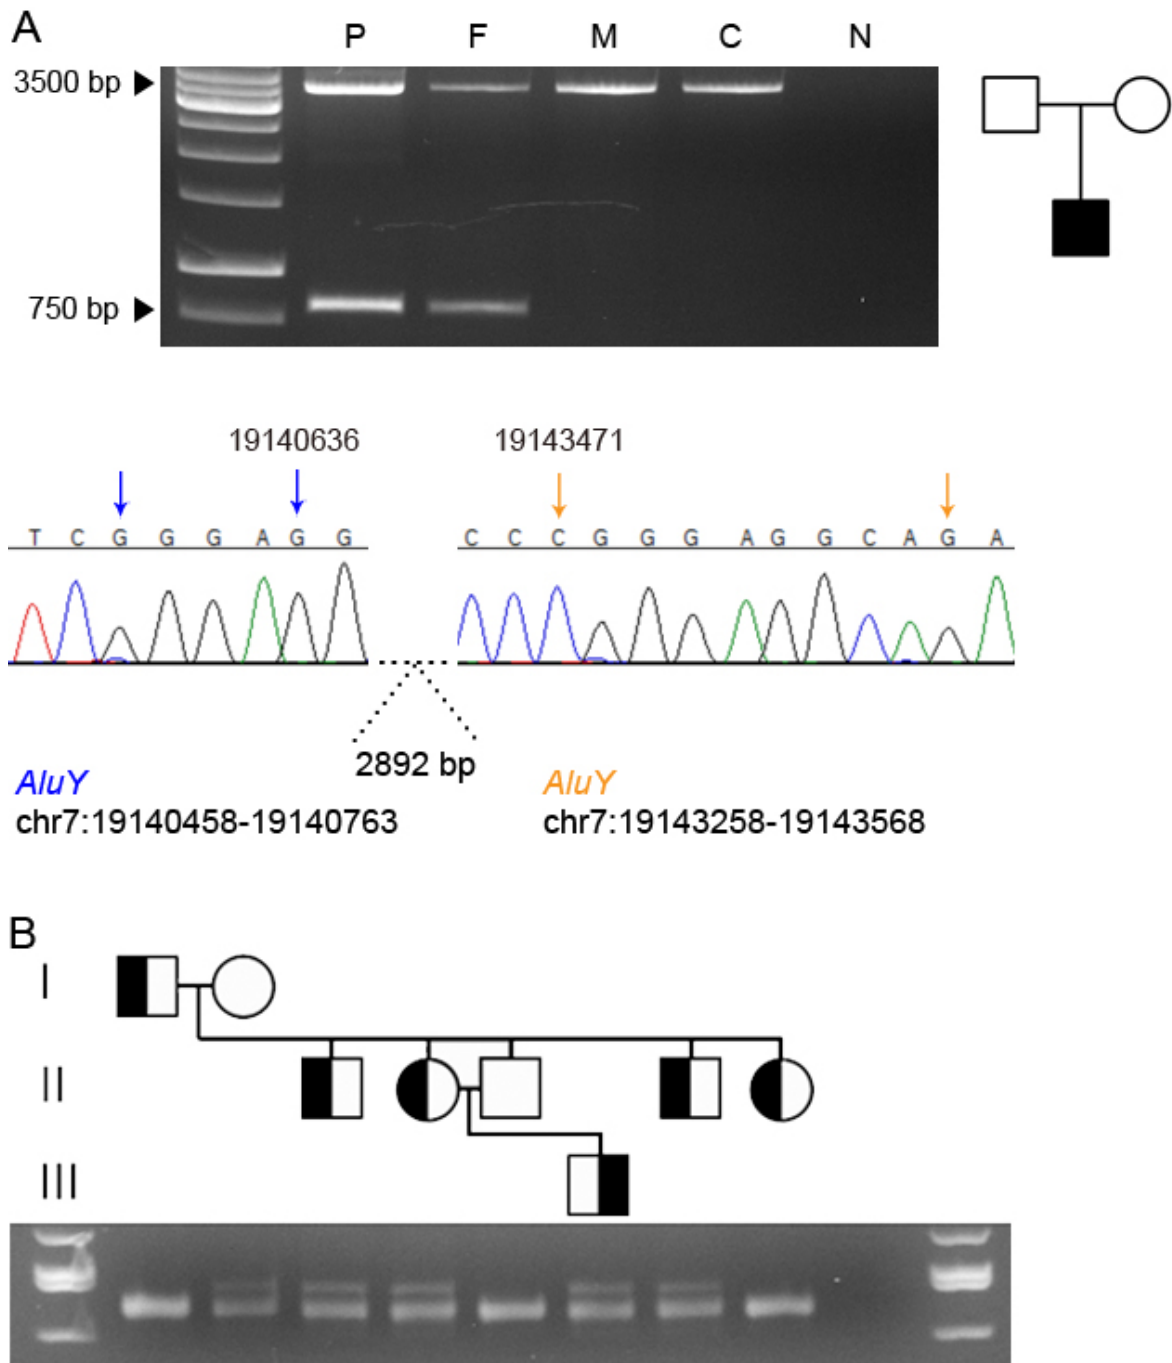 A
P F M C N
3500 bp
750 bp
19140636 19143471
T C G G G A G G C C C G G G A G G C A G A
2892 bp
AluY AluY
chr7:19140458-19140763 chr7:19143258-19143568
B
I
II
III